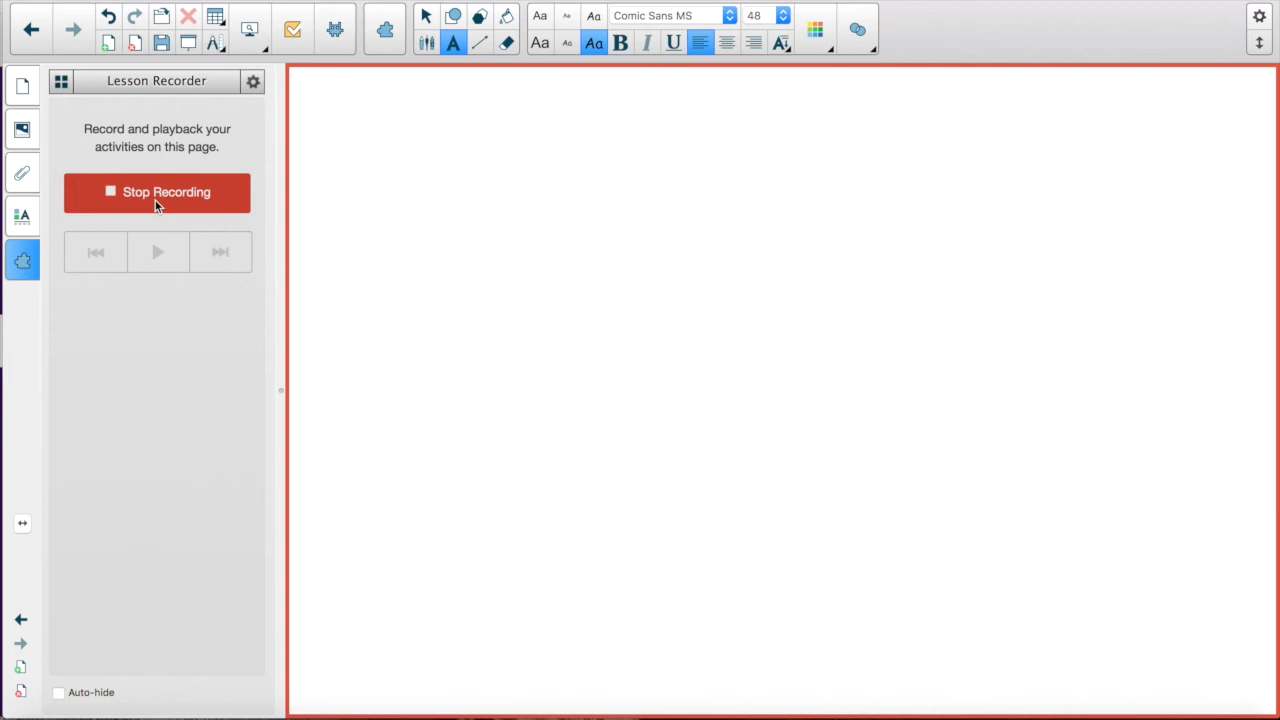 Aa Aa Aa Comic Sans MS 48
A Aa Aa Aa B I U A
Lesson Recorder
Record and playback your
activities on this page.
Stop Recording
A
Auto-hide